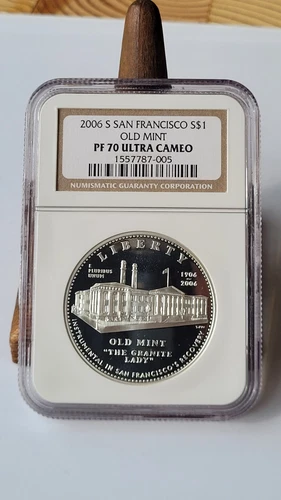 2006 S SAN FRANCISCO S$1
OLD MINT
PF 70 ULTRA CAMEO
1557787-005
NUMISMATIC GUARANTY CORPORATION
LIBERTY
E
PLURIBUS
UNUM
1906
2006
OLD MINT
"THE GRANITE
LADY"
INSTRUMENTAL IN SAN FRANCISCO'S RECOVERY